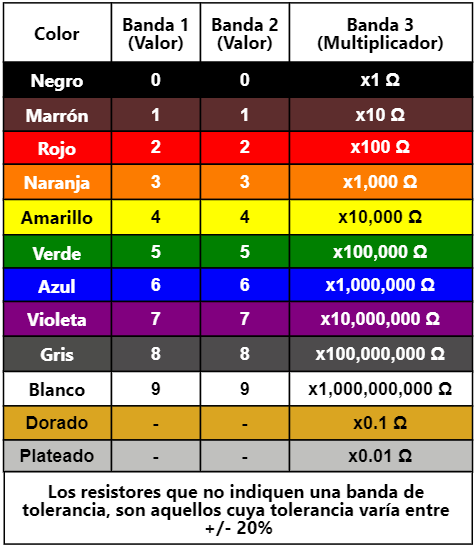 Color Banda 1 (Valor) Banda 2 (Valor) Banda 3 (Multiplicador)
Negro 0 0 x1 Ω
Marrón 1 1 x10 Ω
Rojo 2 2 x100 Ω
Naranja 3 3 x1,000 Ω
Amarillo 4 4 x10,000 Ω
Verde 5 5 x100,000 Ω
Azul 6 6 x1,000,000 Ω
Violeta 7 7 x10,000,000 Ω
Gris 8 8 x100,000,000 Ω
Blanco 9 9 x1,000,000,000 Ω
Dorado - - x0.1 Ω
Plateado - - x0.01 Ω
Los resistores que no indiquen una banda de
tolerancia, son aquellos cuya tolerancia varía entre
+/- 20%